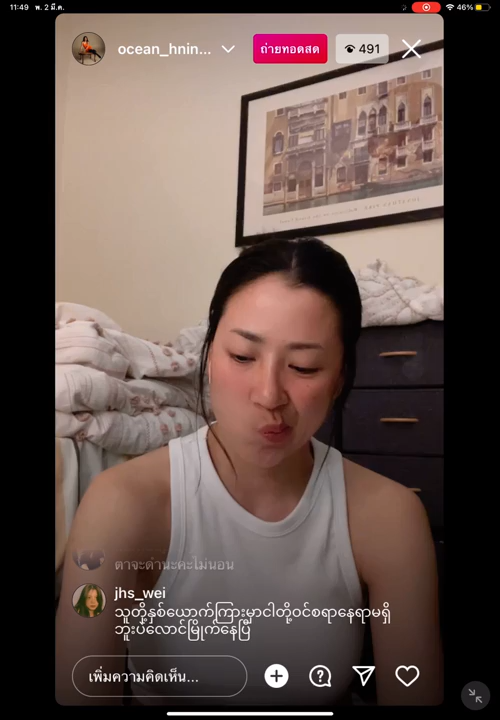 11:49 พ. 2 มี.ค.
46%
ocean_hnin...
ถ่ายทอดสด
491
ตาจะดำนะคะไม่นอน
jhs_wei
သူတို့နှစ်ယောက်ကြားမှာငါတို့ဝင်စရာနေရာမရှိ
ဘူးပဲလောင်မြိုက်နေပြီ
เพิ่มความคิดเห็น...